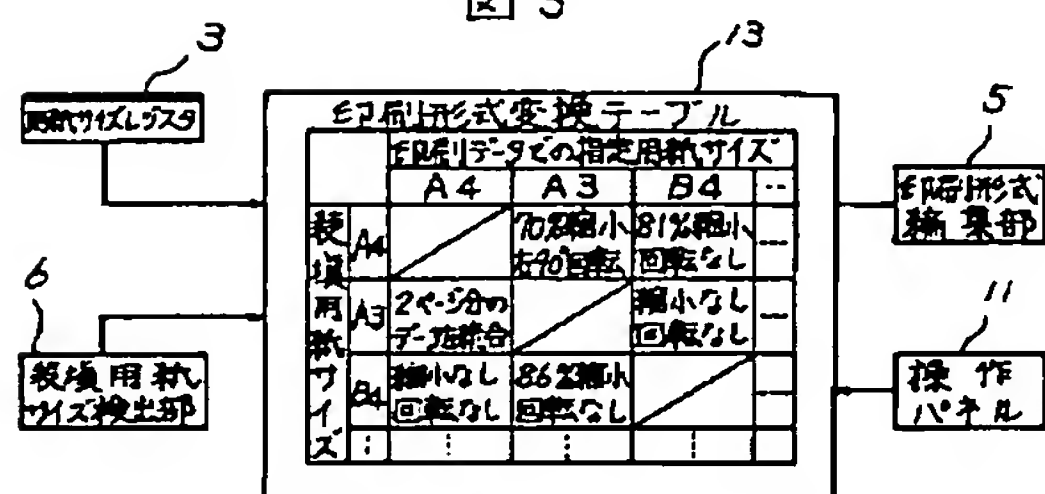 図 3
3
13
用紙サイズレジスタ
印刷形式変換テーブル
5
印刷データでの指定用紙サイズ
A4 A3 B4 --
印刷形式
編集部
装填用紙サイズ
A4 70%縮小 81%縮小 ---
右90°回転 回転なし
6
A3 2ページ分の 縮小なし ---
データを統合 回転なし
11
装填用紙
サイズ検出部
B4 縮小なし 86%縮小 ---
回転なし 回転なし
操作
パネル